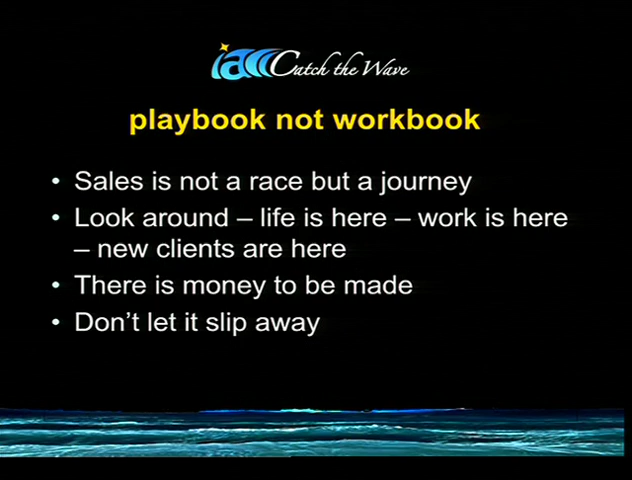 iacc Catch the Wave
playbook not workbook
• Sales is not a race but a journey
• Look around – life is here – work is here
– new clients are here
• There is money to be made
• Don't let it slip away